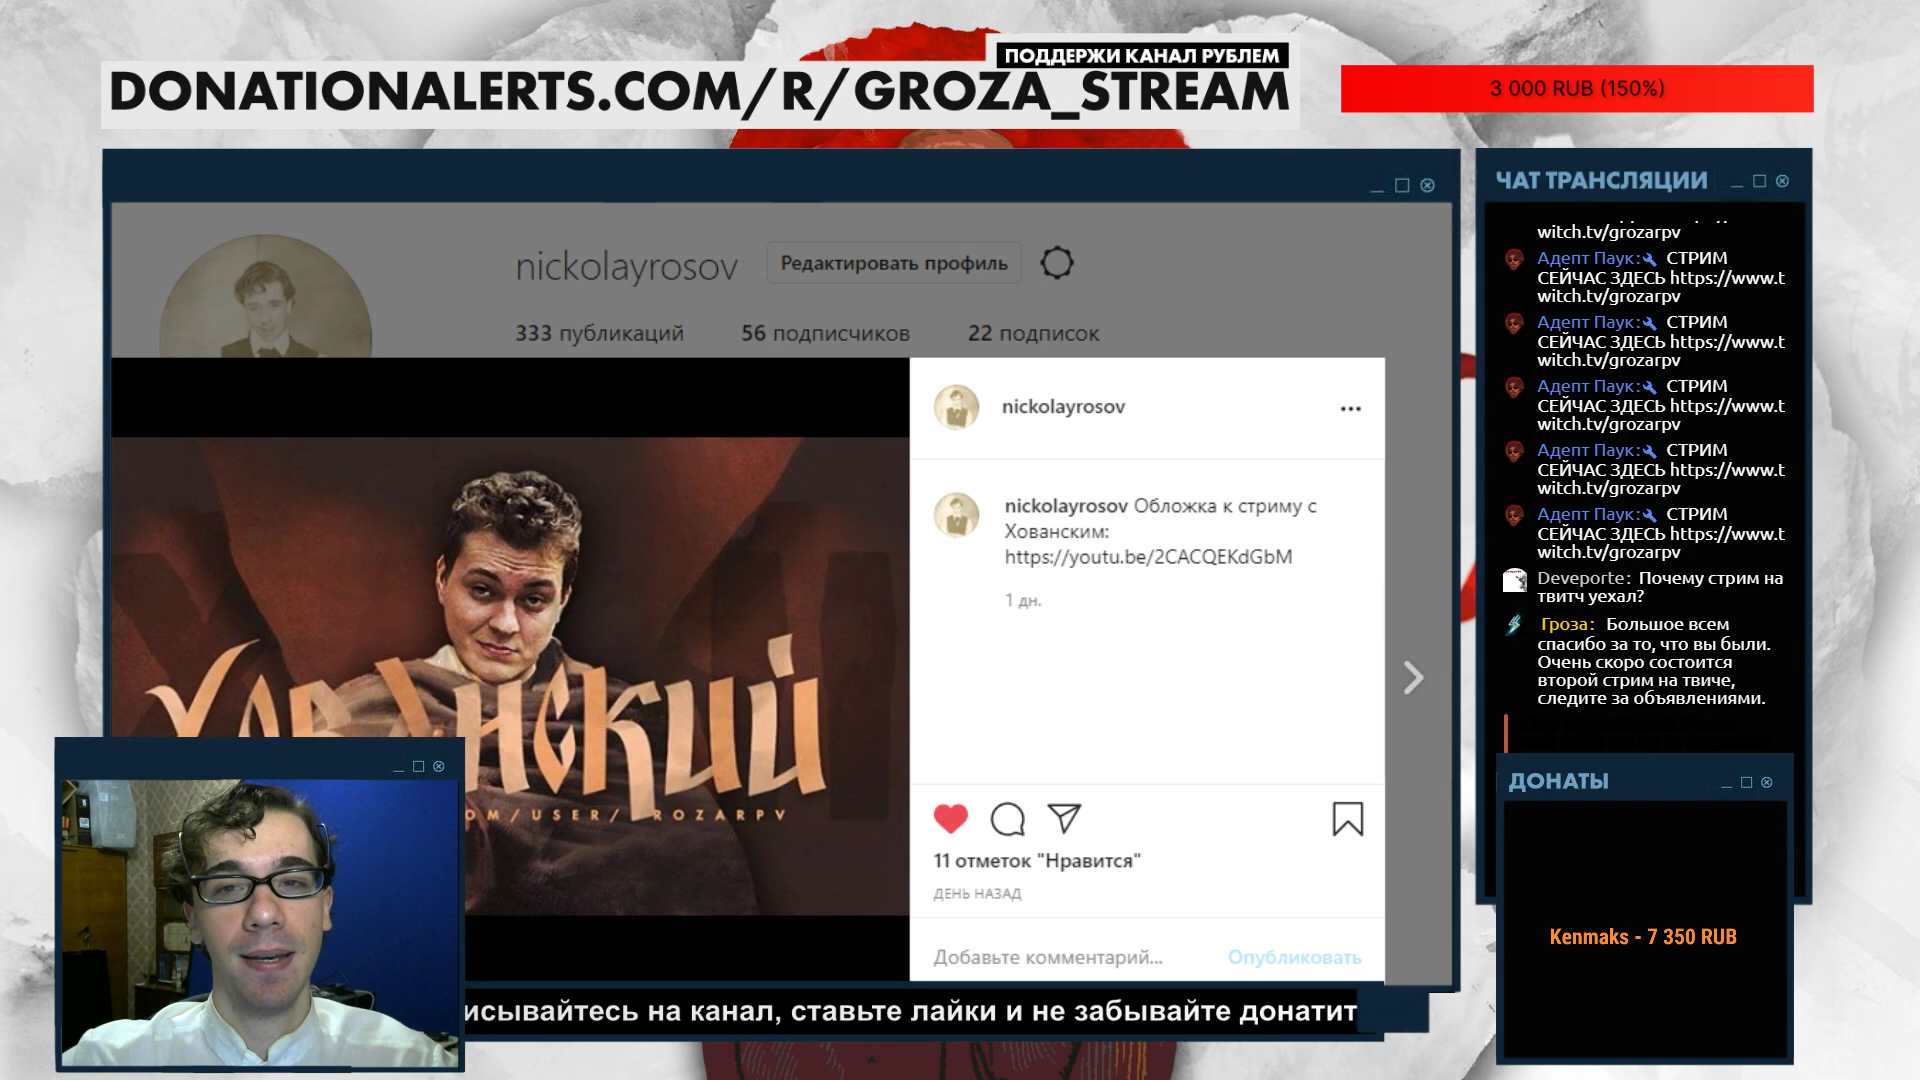 ПОДДЕРЖИ КАНАЛ РУБЛЕМ
DONATIONALERTS.COM/R/GROZA_STREAM
3 000 RUB (150%)
nickolayrosov
Редактировать профиль
333 публикаций
56 подписчиков
22 подписок
nickolayrosov
nickolayrosov Обложка к стриму с
Хованским:
https://youtu.be/2CACQEKdGbM
1 дн.
ХОВАНСКИЙ
OM/USER/GROZARPV
11 отметок "Нравится"
ДЕНЬ НАЗАД
Добавьте комментарий...
Опубликовать
исывайтесь на канал, ставьте лайки и не забывайте донатит
ЧАТ ТРАНСЛЯЦИИ
witch.tv/grozarpv
Адепт Паук: СТРИМ
СЕЙЧАС ЗДЕСЬ https://www.t
witch.tv/grozarpv
Адепт Паук: СТРИМ
СЕЙЧАС ЗДЕСЬ https://www.t
witch.tv/grozarpv
Адепт Паук: СТРИМ
СЕЙЧАС ЗДЕСЬ https://www.t
witch.tv/grozarpv
Адепт Паук: СТРИМ
СЕЙЧАС ЗДЕСЬ https://www.t
witch.tv/grozarpv
Адепт Паук: СТРИМ
СЕЙЧАС ЗДЕСЬ https://www.t
witch.tv/grozarpv
Deveporte: Почему стрим на
твитч уехал?
Гроза: Большое всем
спасибо за то, что вы были.
Очень скоро состоится
второй стрим на твиче,
следите за объявлениями.
ДОНАТЫ
Kenmaks - 7 350 RUB